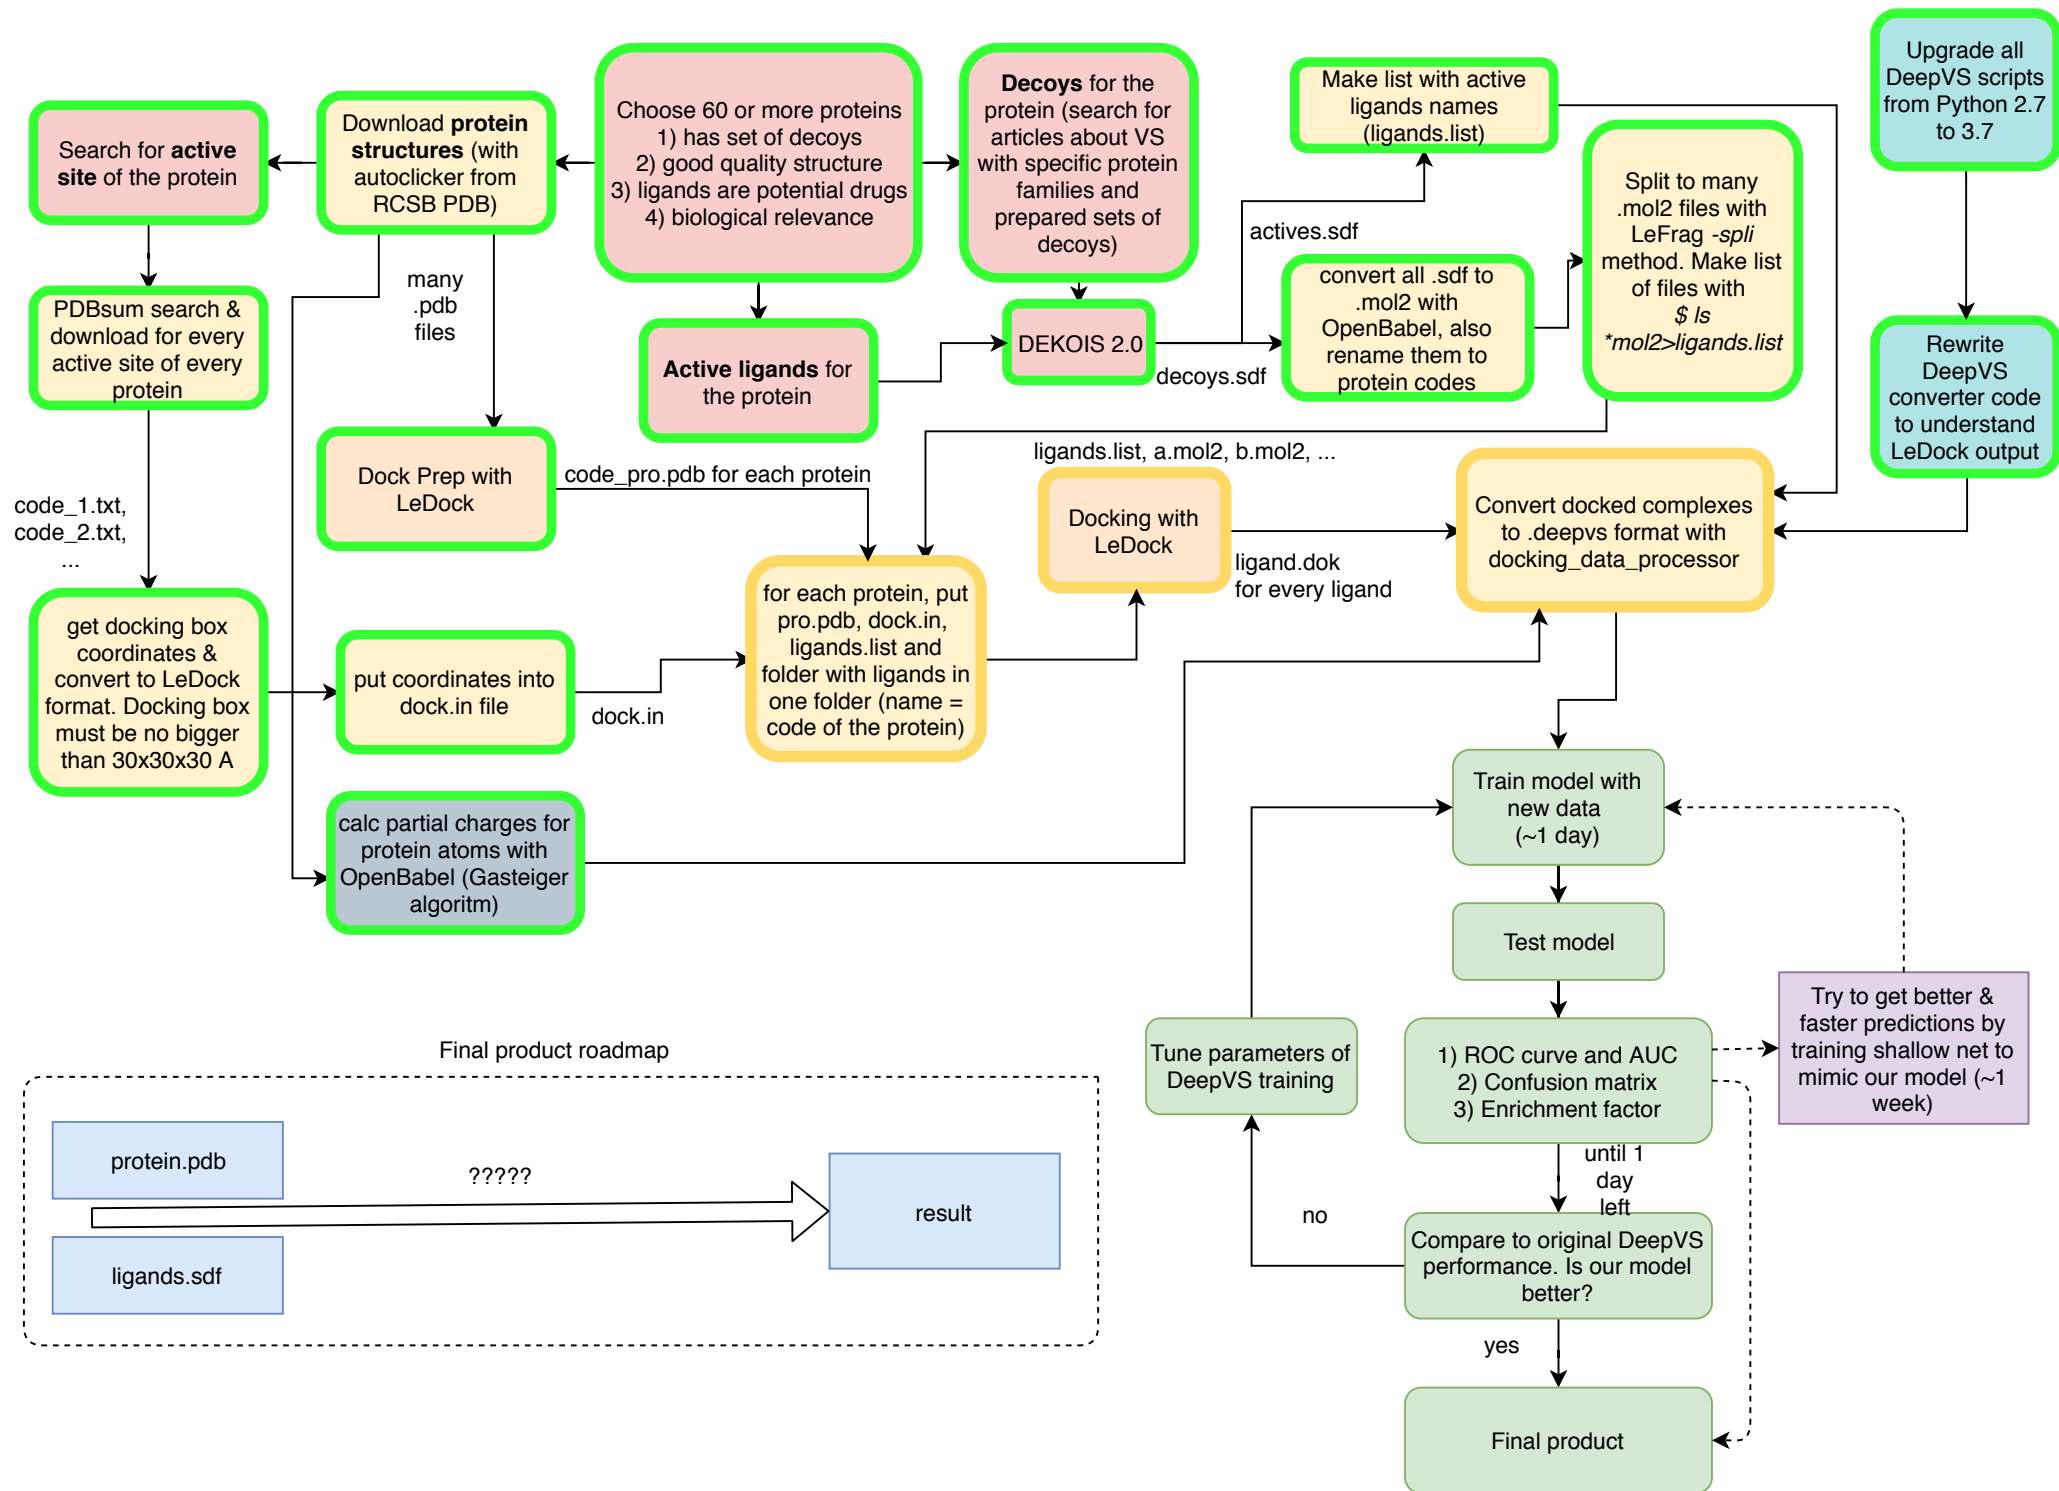 Upgrade all
DeepVS scripts
from Python 2.7
to 3.7
Search for active
site of the protein
Download protein
structures (with
autoclicker from
RCSB PDB)
Choose 60 or more proteins
1) has set of decoys
2) good quality structure
3) ligands are potential drugs
4) biological relevance
Decoys for the
protein (search for
articles about VS
with specific protein
families and
prepared sets of
decoys)
Make list with active
ligands names
(ligands.list)
Split to many
.mol2 files with
LeFrag -spli
method. Make list
of files with
$ ls
*mol2>ligands.list
actives.sdf
many
.pdb
files
PDBsum search &
download for every
active site of every
protein
Active ligands for
the protein
DEKOIS 2.0
decoys.sdf
convert all .sdf to
.mol2 with
OpenBabel, also
rename them to
protein codes
Rewrite
DeepVS
converter code
to understand
LeDock output
Dock Prep with
LeDock
code_pro.pdb for each protein
ligands.list, a.mol2, b.mol2, ...
code_1.txt,
code_2.txt,
...
Docking with
LeDock
ligand.dok
for every ligand
Convert docked complexes
to .deepvs format with
docking_data_processor
get docking box
coordinates &
convert to LeDock
format. Docking box
must be no bigger
than 30x30x30 A
put coordinates into
dock.in file
dock.in
for each protein, put
pro.pdb, dock.in,
ligands.list and
folder with ligands in
one folder (name =
code of the protein)
calc partial charges for
protein atoms with
OpenBabel (Gasteiger
algoritm)
Train model with
new data
(~1 day)
Test model
Try to get better &
faster predictions by
training shallow net to
mimic our model (~1
week)
Tune parameters of
DeepVS training
1) ROC curve and AUC
2) Confusion matrix
3) Enrichment factor
until 1
day
left
no
Compare to original DeepVS
performance. Is our model
better?
yes
Final product
Final product roadmap
protein.pdb
?????
result
ligands.sdf